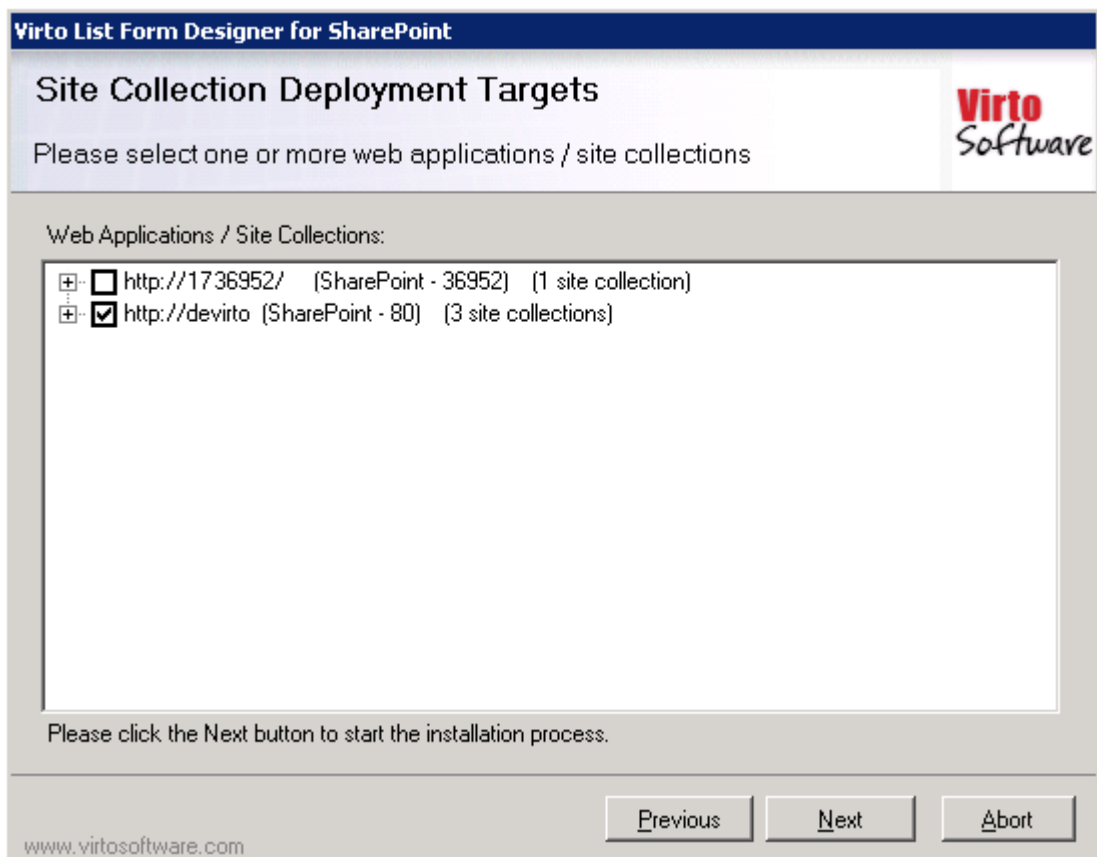 Virto List Form Designer for SharePoint
Site Collection Deployment Targets
Please select one or more web applications / site collections
Virto
Software
Web Applications / Site Collections:
http://1736952/ (SharePoint - 36952) (1 site collection)
http://devirto (SharePoint - 80) (3 site collections)
Please click the Next button to start the installation process.
Previous Next Abort
www.virtosoftware.com